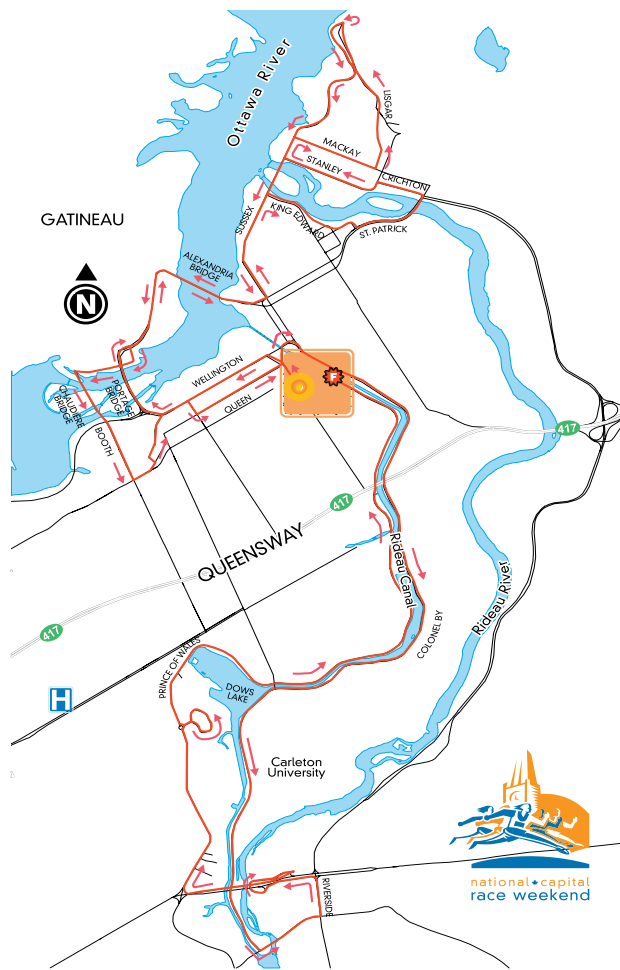 Ottawa River
LISGAR
MACKAY
STANLEY
CRICHTON
GATINEAU
SUSSEX
KING EDWARD
ST. PATRICK
ALEXANDRIA
BRIDGE
N
WELLINGTON
F
PORTAGE
BRIDGE
CHAUDIÈRE
BRIDGE
QUEEN
BOOTH
417
417
QUEENSWAY
Rideau Canal
Rideau River
417
COLONEL BY
PRINCE OF WALES
H
DOWS
LAKE
Carleton
University
RIVERSIDE
national capital
race weekend